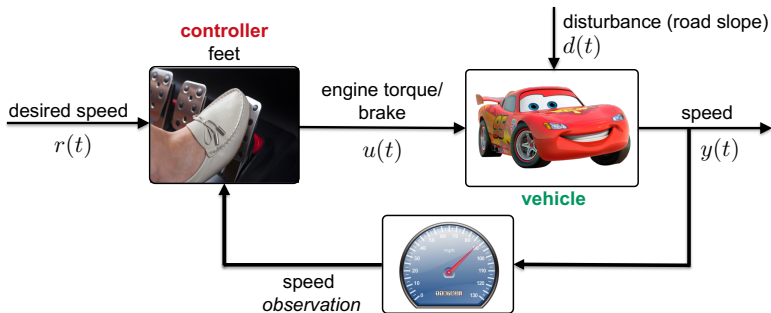 controller
feet
disturbance (road slope)
d(t)
desired speed
r(t)
engine torque/
brake
u(t)
speed
y(t)
vehicle
speed
observation